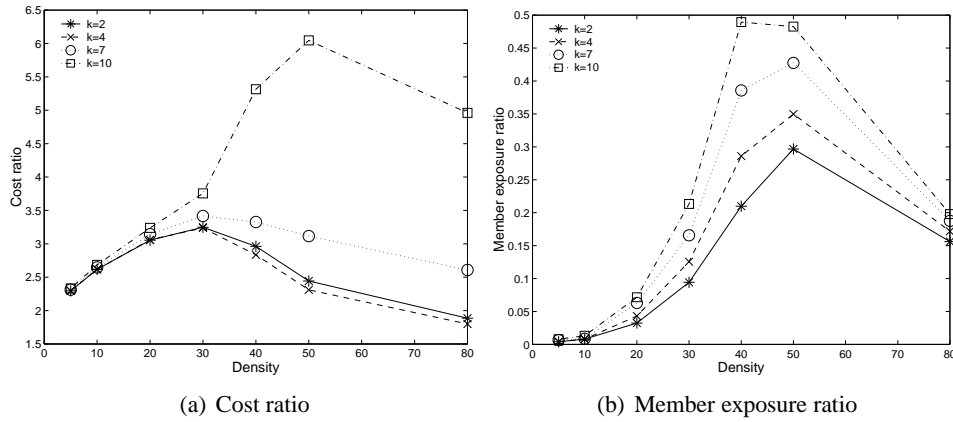 6.5
6
5.5
5
4.5
4
3.5
3
2.5
2
1.5
Cost ratio
k=2
k=4
k=7
k=10
0 10 20 30 40 50 60 70 80
Density
(a) Cost ratio
0.5
0.45
0.4
0.35
0.3
0.25
0.2
0.15
0.1
0.05
0
Member exposure ratio
k=2
k=4
k=7
k=10
0 10 20 30 40 50 60 70 80
Density
(b) Member exposure ratio